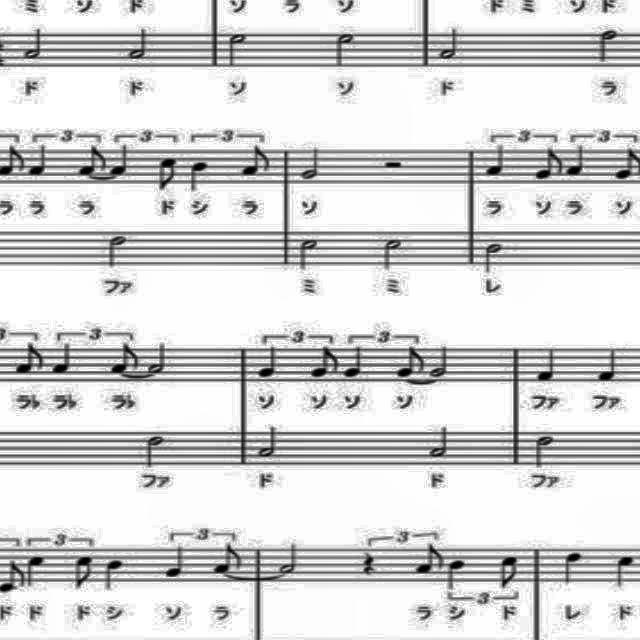 ミ ソ ド ソ ラ ソ ド ミ ソ ド
ド ド ソ ソ ド ラ
3 3 3 3 3
ラ ラ ラ ド シ ラ ソ ラ ソ ラ ソ
ファ ミ ミ レ
3 3 3 3
ラ♭ ラ♭ ラ♭ ソ ソ ソ ソ ファ ファ
ファ ド ド ファ
3 3 3
ド ド ド シ ソ ラ ラ シ ド レ ド
3